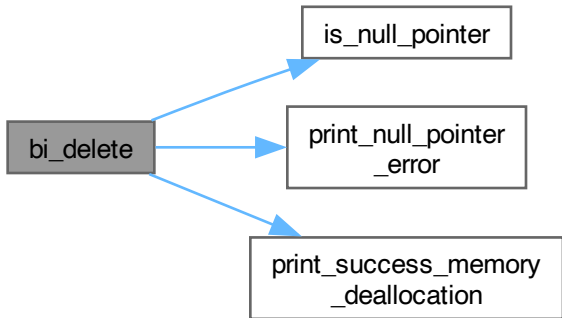 is_null_pointer
bi_delete
print_null_pointer
_error
print_success_memory
_deallocation